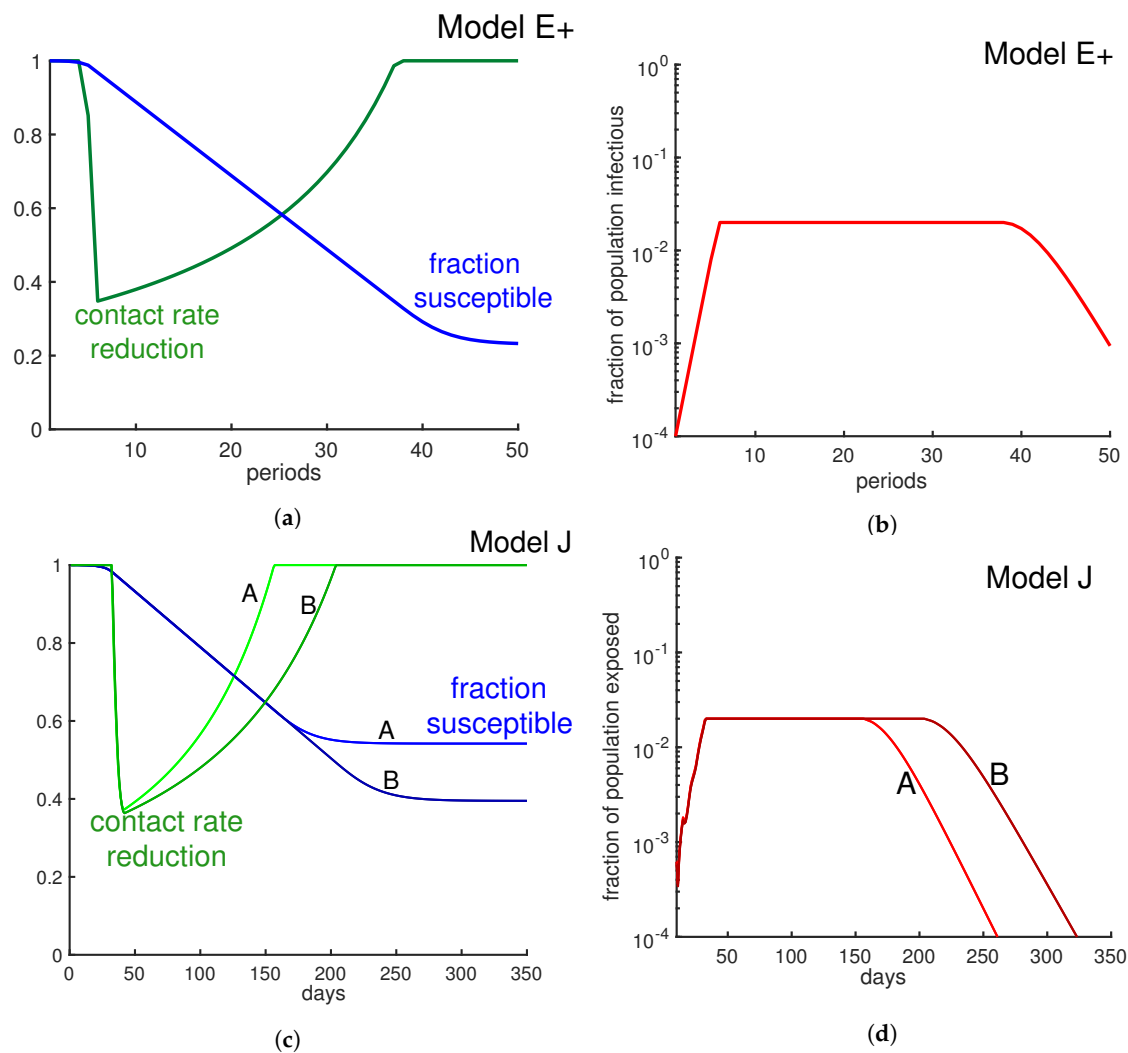 Model E+
1
0.8
0.6
0.4
0.2
0
fraction
susceptible
contact rate
reduction
10
20
30
40
50
periods
(a)
Model E+
10^0
10^-1
10^-2
10^-3
10^-4
fraction of population infectious
10
20
30
40
50
periods
(b)
Model J
1
0.8
0.6
0.4
0.2
0
A
B
fraction
susceptible
A
B
contact rate
reduction
0
50
100
150
200
250
300
350
days
(c)
Model J
10^0
10^-1
10^-2
10^-3
10^-4
fraction of population exposed
A
B
50
100
150
200
250
300
350
days
(d)